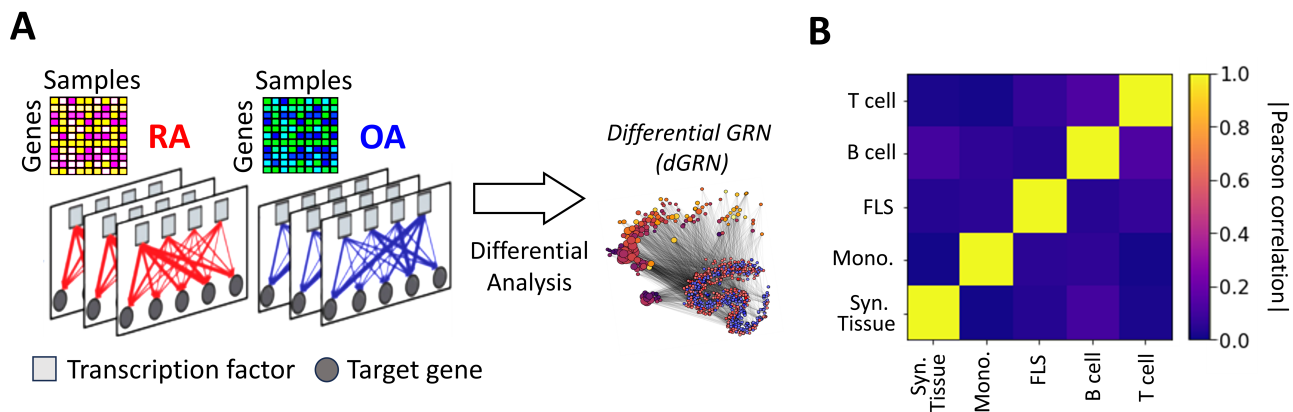 A
Samples
Genes
RA
Samples
Genes
OA
Differential
Analysis
Differential GRN
(dGRN)
Transcription factor
Target gene
B
T cell
B cell
FLS
Mono.
Syn.
Tissue
Syn.
Tissue
Mono.
FLS
B cell
T cell
1.0
0.8
0.6
0.4
0.2
0.0
|Pearson correlation|